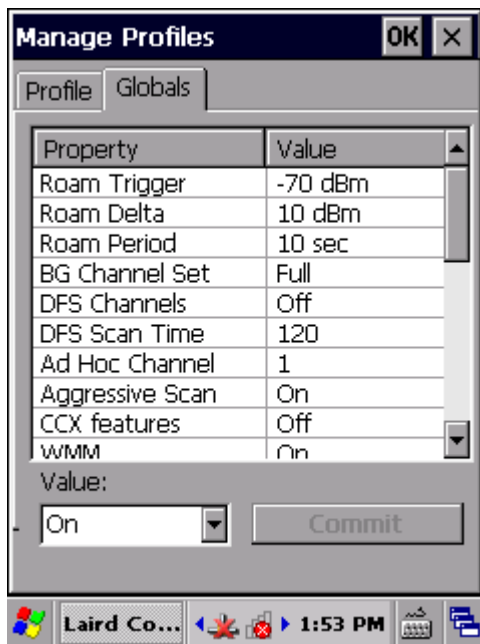 Manage Profiles OK ×
Profile Globals
Property Value
Roam Trigger -70 dBm
Roam Delta 10 dBm
Roam Period 10 sec
BG Channel Set Full
DFS Channels Off
DFS Scan Time 120
Ad Hoc Channel 1
Aggressive Scan On
CCX features Off
WMM On
Value:
On Commit
Laird Co... 1:53 PM